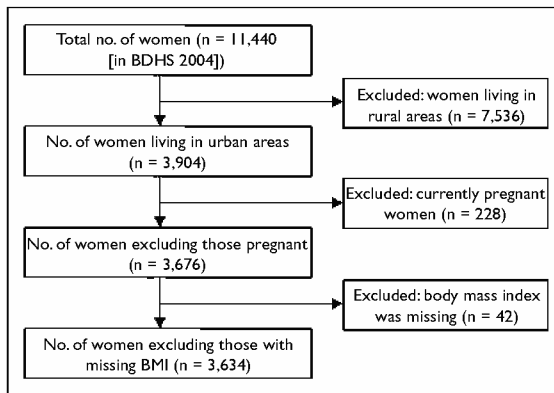 Total no. of women (n = 11,440
[in BDHS 2004])
Excluded: women living in
rural areas (n = 7,536)
No. of women living in urban areas
(n = 3,904)
Excluded: currently pregnant
women (n = 228)
No. of women excluding those pregnant
(n = 3,676)
Excluded: body mass index
was missing (n = 42)
No. of women excluding those with
missing BMI (n = 3,634)